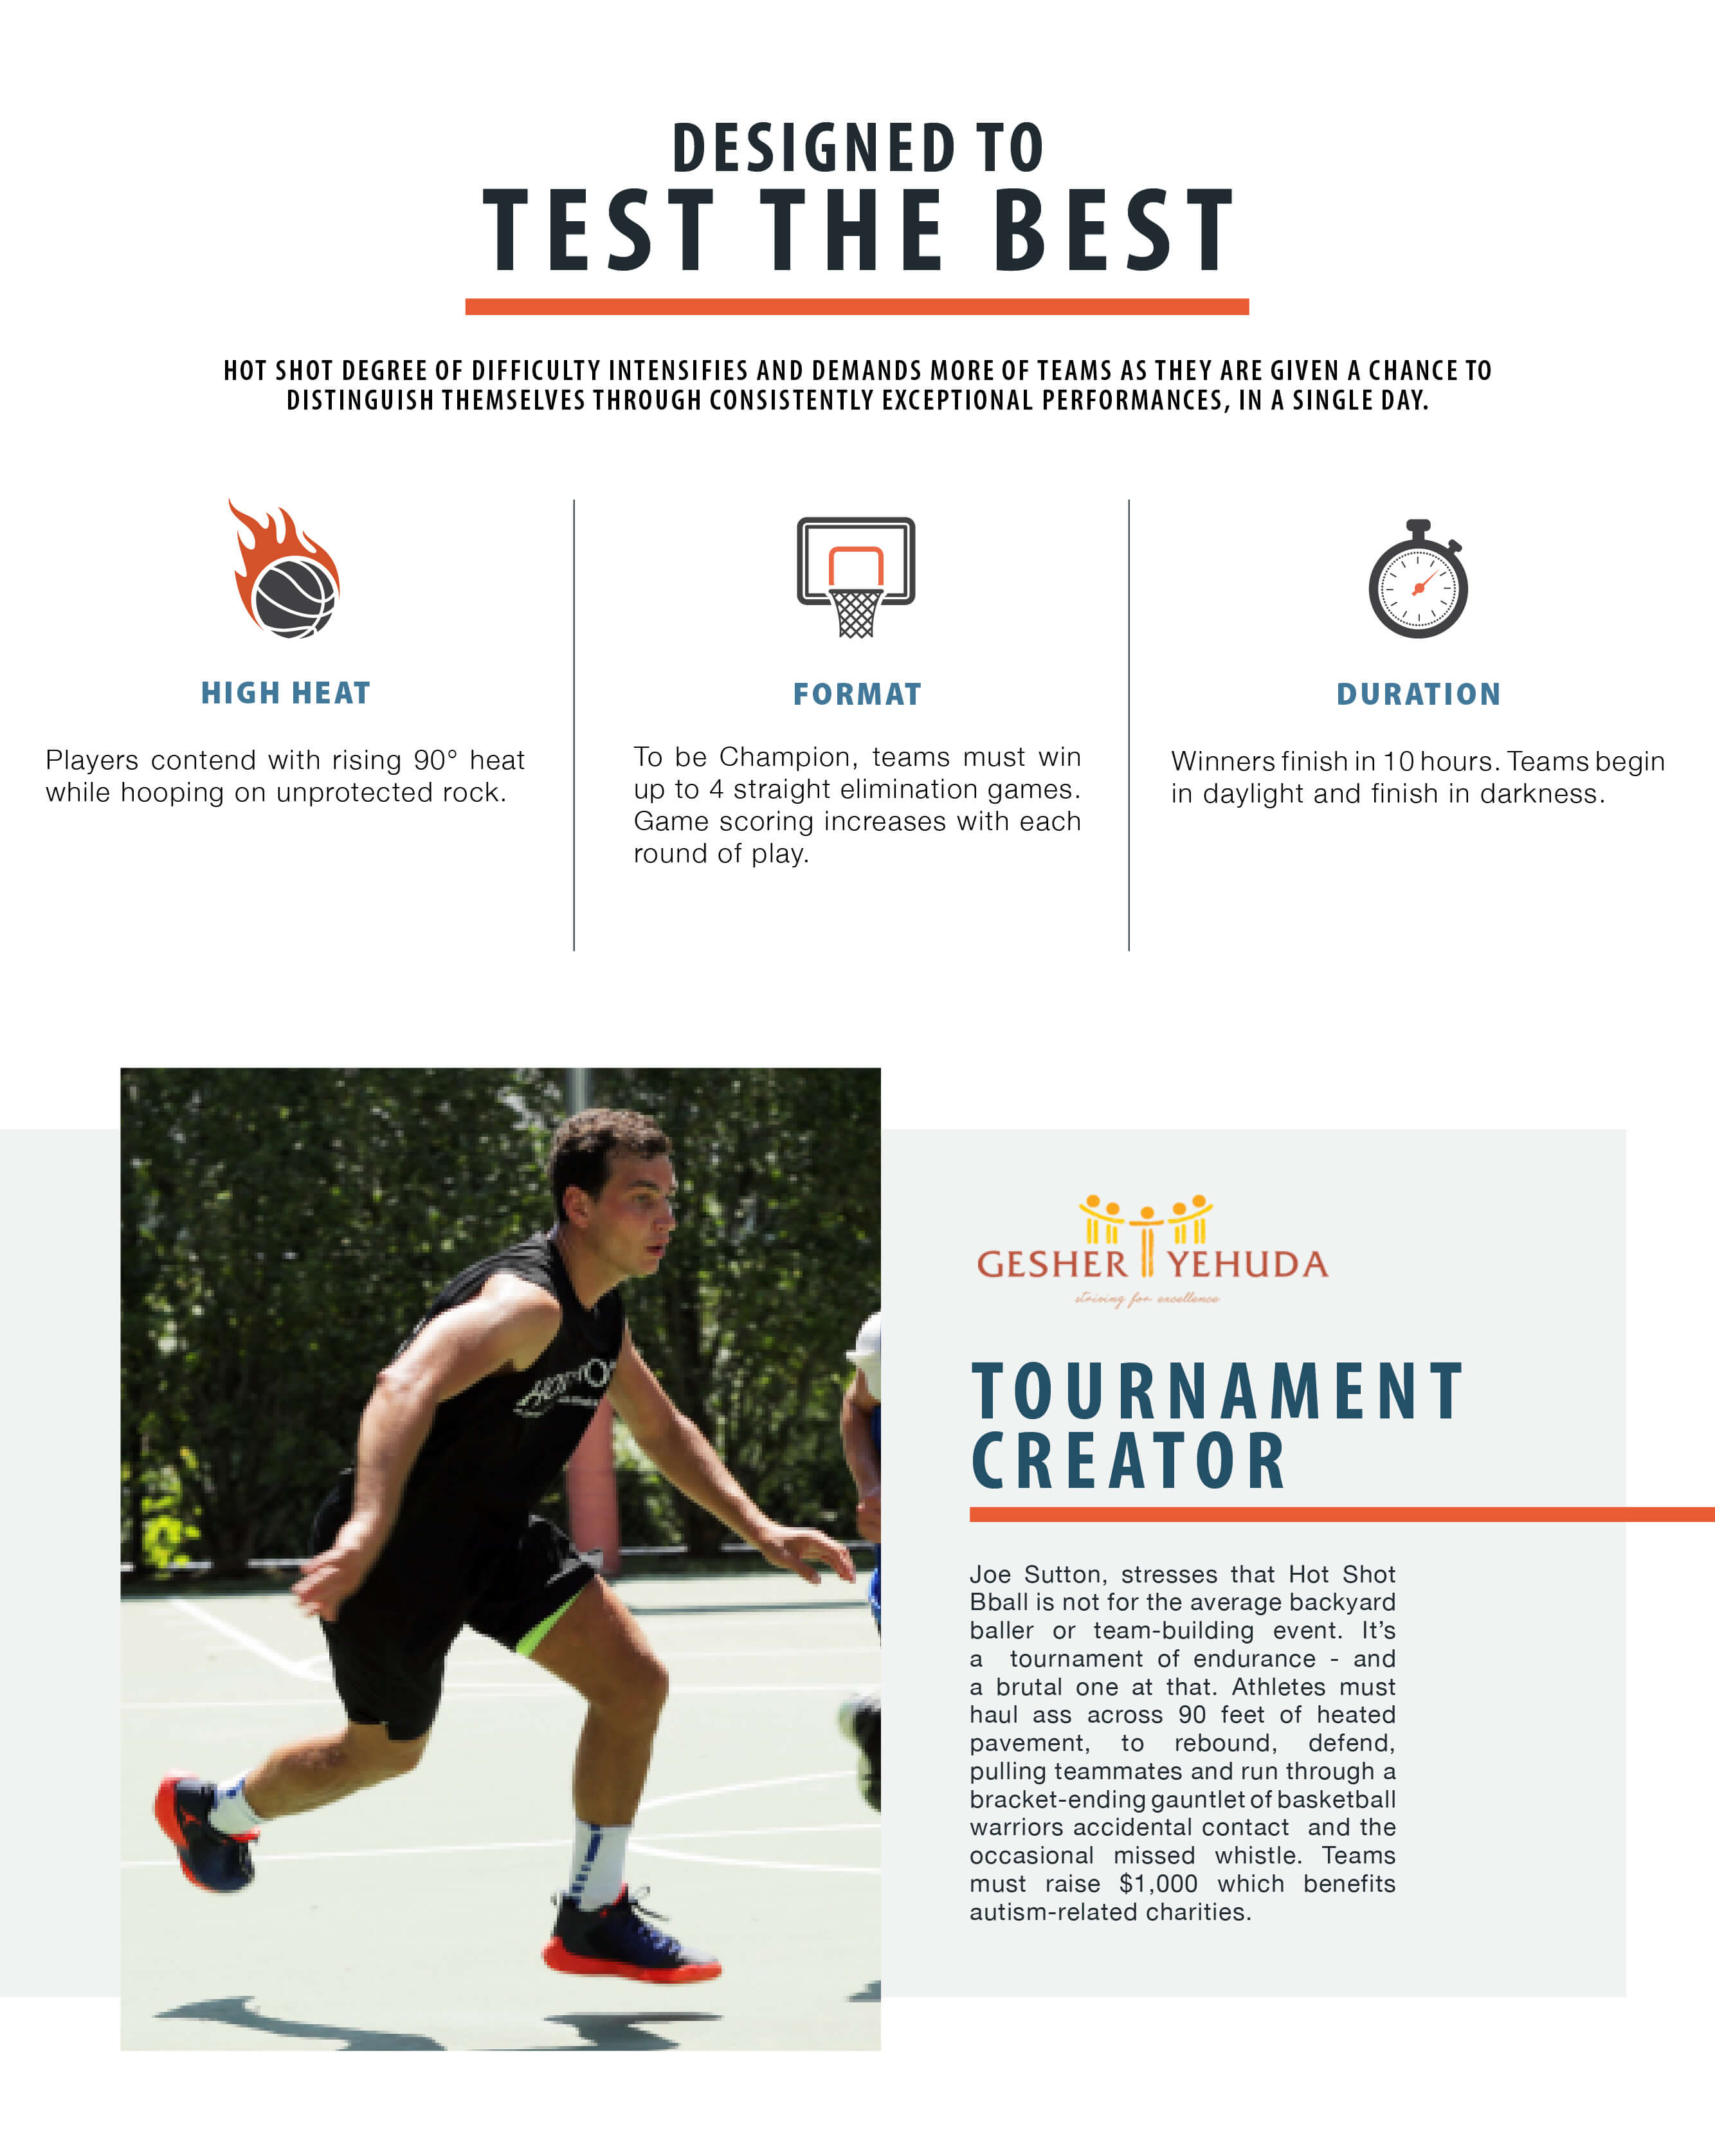 DESIGNED TO
TEST THE BEST
HOT SHOT DEGREE OF DIFFICULTY INTENSIFIES AND DEMANDS MORE OF TEAMS AS THEY ARE GIVEN A CHANCE TO
DISTINGUISH THEMSELVES THROUGH CONSISTENTLY EXCEPTIONAL PERFORMANCES, IN A SINGLE DAY.
HIGH HEAT
Players contend with rising 90° heat
while hooping on unprotected rock.
FORMAT
To be Champion, teams must win
up to 4 straight elimination games.
Game scoring increases with each
round of play.
DURATION
Winners finish in 10 hours. Teams begin
in daylight and finish in darkness.
GESHER YEHUDA
striving for excellence
TOURNAMENT
CREATOR
Joe Sutton, stresses that Hot Shot
Bball is not for the average backyard
baller or team-building event. It’s
a tournament of endurance - and
a brutal one at that. Athletes must
haul ass across 90 feet of heated
pavement, to rebound, defend,
pulling teammates and run through a
bracket-ending gauntlet of basketball
warriors accidental contact and the
occasional missed whistle. Teams
must raise $1,000 which benefits
autism-related charities.